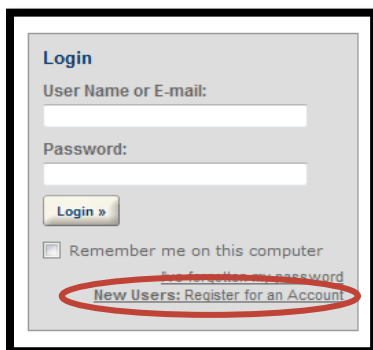 Login
User Name or E-mail:
Password:
Login »
Remember me on this computer
I've forgotten my password
New Users: Register for an Account